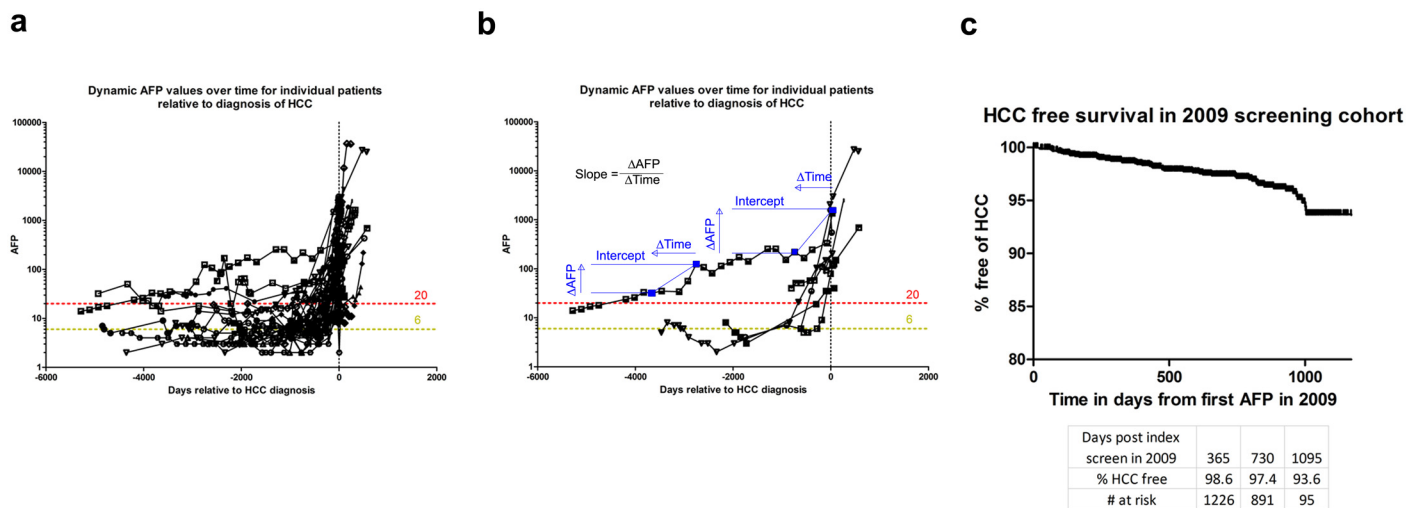 a
Dynamic AFP values over time for individual patients
relative to diagnosis of HCC
100000
10000
1000
100
10
1
AFP
20
6
-6000 -4000 -2000 0 2000
Days relative to HCC diagnosis
b
Dynamic AFP values over time for individual patients
relative to diagnosis of HCC
100000
10000
1000
100
10
1
AFP
Slope = ΔAFP
ΔTime
ΔTime
Intercept
ΔAFP
ΔTime
Intercept
ΔAFP
20
6
-6000 -4000 -2000 0 2000
Days relative to HCC diagnosis
c
HCC free survival in 2009 screening cohort
100
95
90
85
80
% free of HCC
0 500 1000
Time in days from first AFP in 2009
Days post index
screen in 2009 365 730 1095
% HCC free 98.6 97.4 93.6
# at risk 1226 891 95